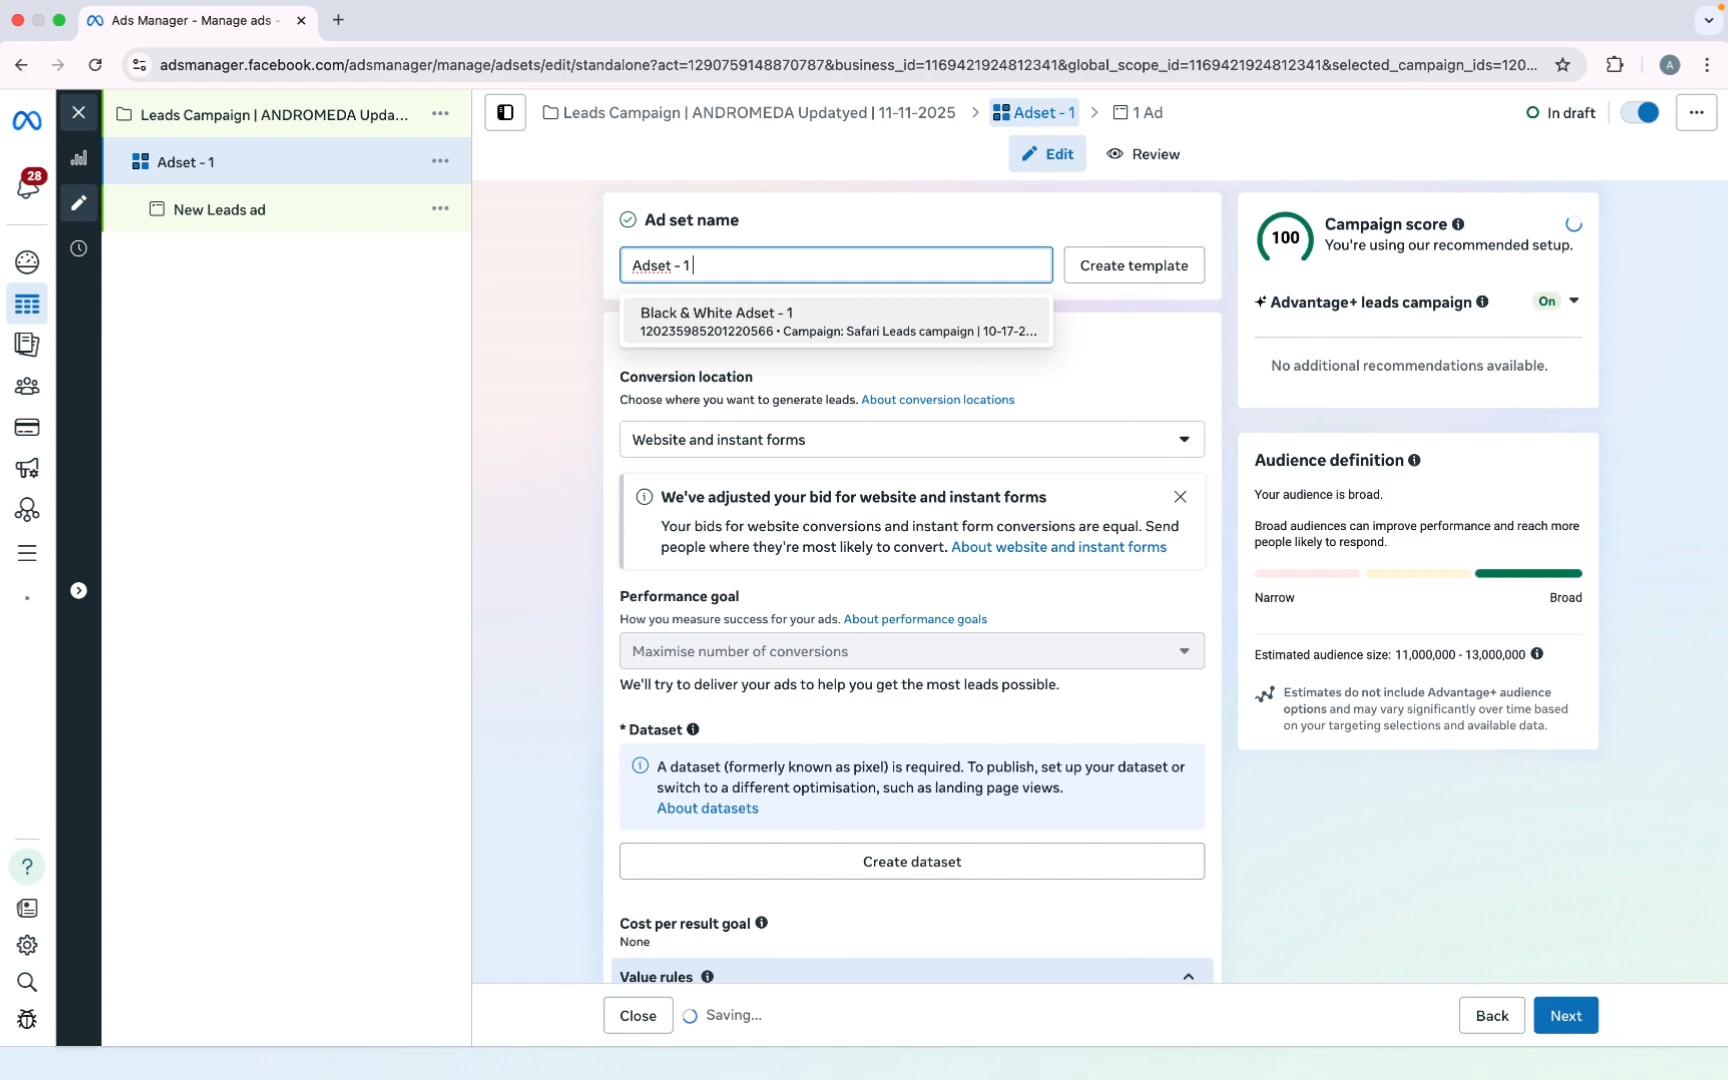 Ads Manager - Manage ads -
adsmanager.facebook.com/adsmanager/manage/adsets/edit/standalone?act=1290759148870787&business_id=1169421924812341&global_scope_id=1169421924812341&selected_campaign_ids=120...
A
28
Leads Campaign | ANDROMEDA Upda...
Adset - 1
New Leads ad
Leads Campaign | ANDROMEDA Updatyed | 11-11-2025
Adset - 1
1 Ad
In draft
Edit
Review
Ad set name
Adset - 1
Create template
Black & White Adset - 1
120235985201220566 • Campaign: Safari Leads campaign | 10-17-2...
Conversion location
Choose where you want to generate leads. About conversion locations
Website and instant forms
We've adjusted your bid for website and instant forms
Your bids for website conversions and instant form conversions are equal. Send
people where they're most likely to convert. About website and instant forms
Performance goal
How you measure success for your ads. About performance goals
Maximise number of conversions
We'll try to deliver your ads to help you get the most leads possible.
* Dataset
A dataset (formerly known as pixel) is required. To publish, set up your dataset or
switch to a different optimisation, such as landing page views.
About datasets
Create dataset
Cost per result goal
None
Value rules
Close
Saving...
Back
Next
100
Campaign score
You're using our recommended setup.
Advantage+ leads campaign
On
No additional recommendations available.
Audience definition
Your audience is broad.
Broad audiences can improve performance and reach more
people likely to respond.
Narrow
Broad
Estimated audience size: 11,000,000 - 13,000,000
Estimates do not include Advantage+ audience
options and may vary significantly over time based
on your targeting selections and available data.